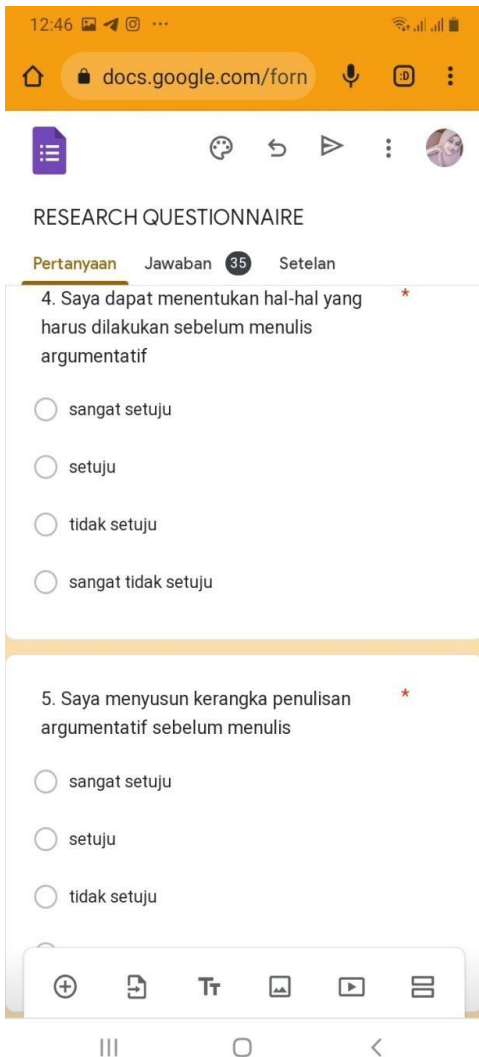 12:46
docs.google.com/forn
:D
RESEARCH QUESTIONNAIRE
Pertanyaan Jawaban 35 Setelan
4. Saya dapat menentukan hal-hal yang *
harus dilakukan sebelum menulis
argumentatif
sangat setuju
setuju
tidak setuju
sangat tidak setuju
5. Saya menyusun kerangka penulisan *
argumentatif sebelum menulis
sangat setuju
setuju
tidak setuju
Tт